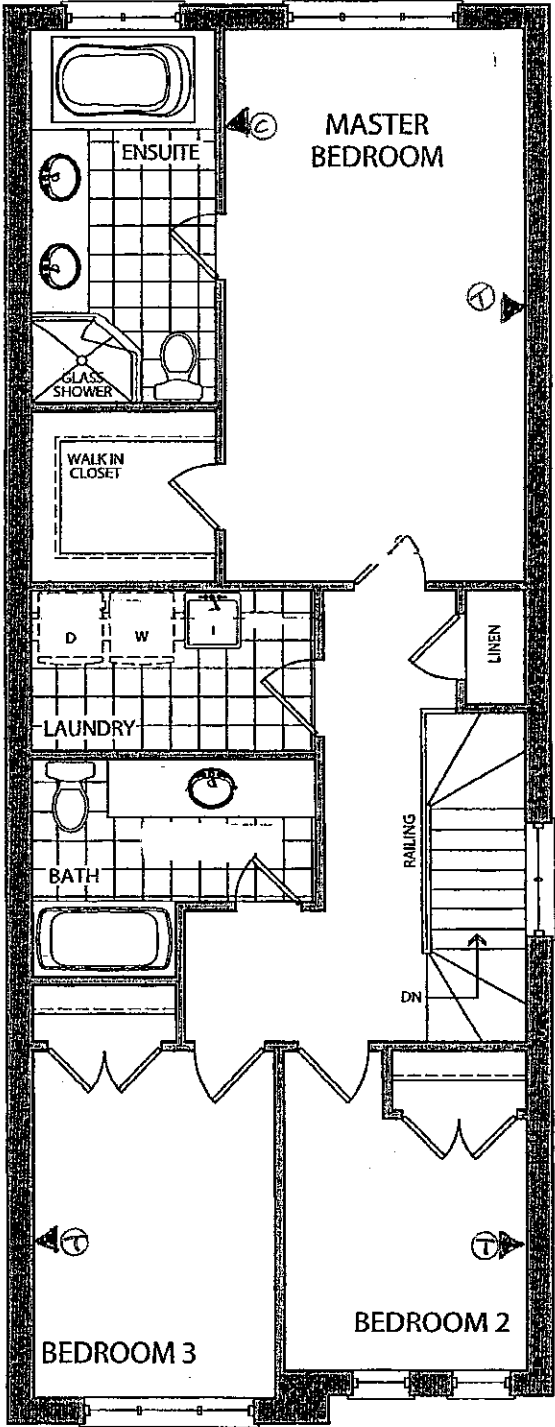 ENSUITE
MASTER
BEDROOM
C
T
GLASS
SHOWER
WALK IN
CLOSET
D
W
LINEN
LAUNDRY
RAILING
BATH
DN
T
T
BEDROOM 2
BEDROOM 3